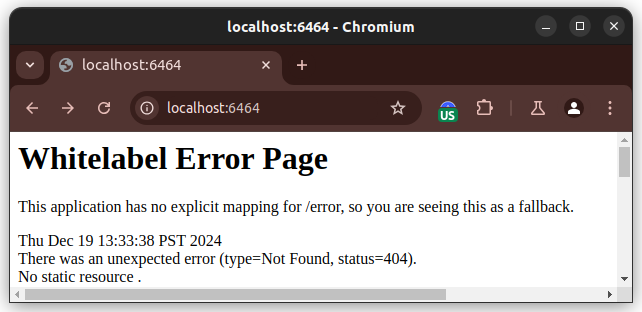 localhost:6464 - Chromium
localhost:6464
localhost:6464
US
Whitelabel Error Page
This application has no explicit mapping for /error, so you are seeing this as a fallback.
Thu Dec 19 13:33:38 PST 2024
There was an unexpected error (type=Not Found, status=404).
No static resource .